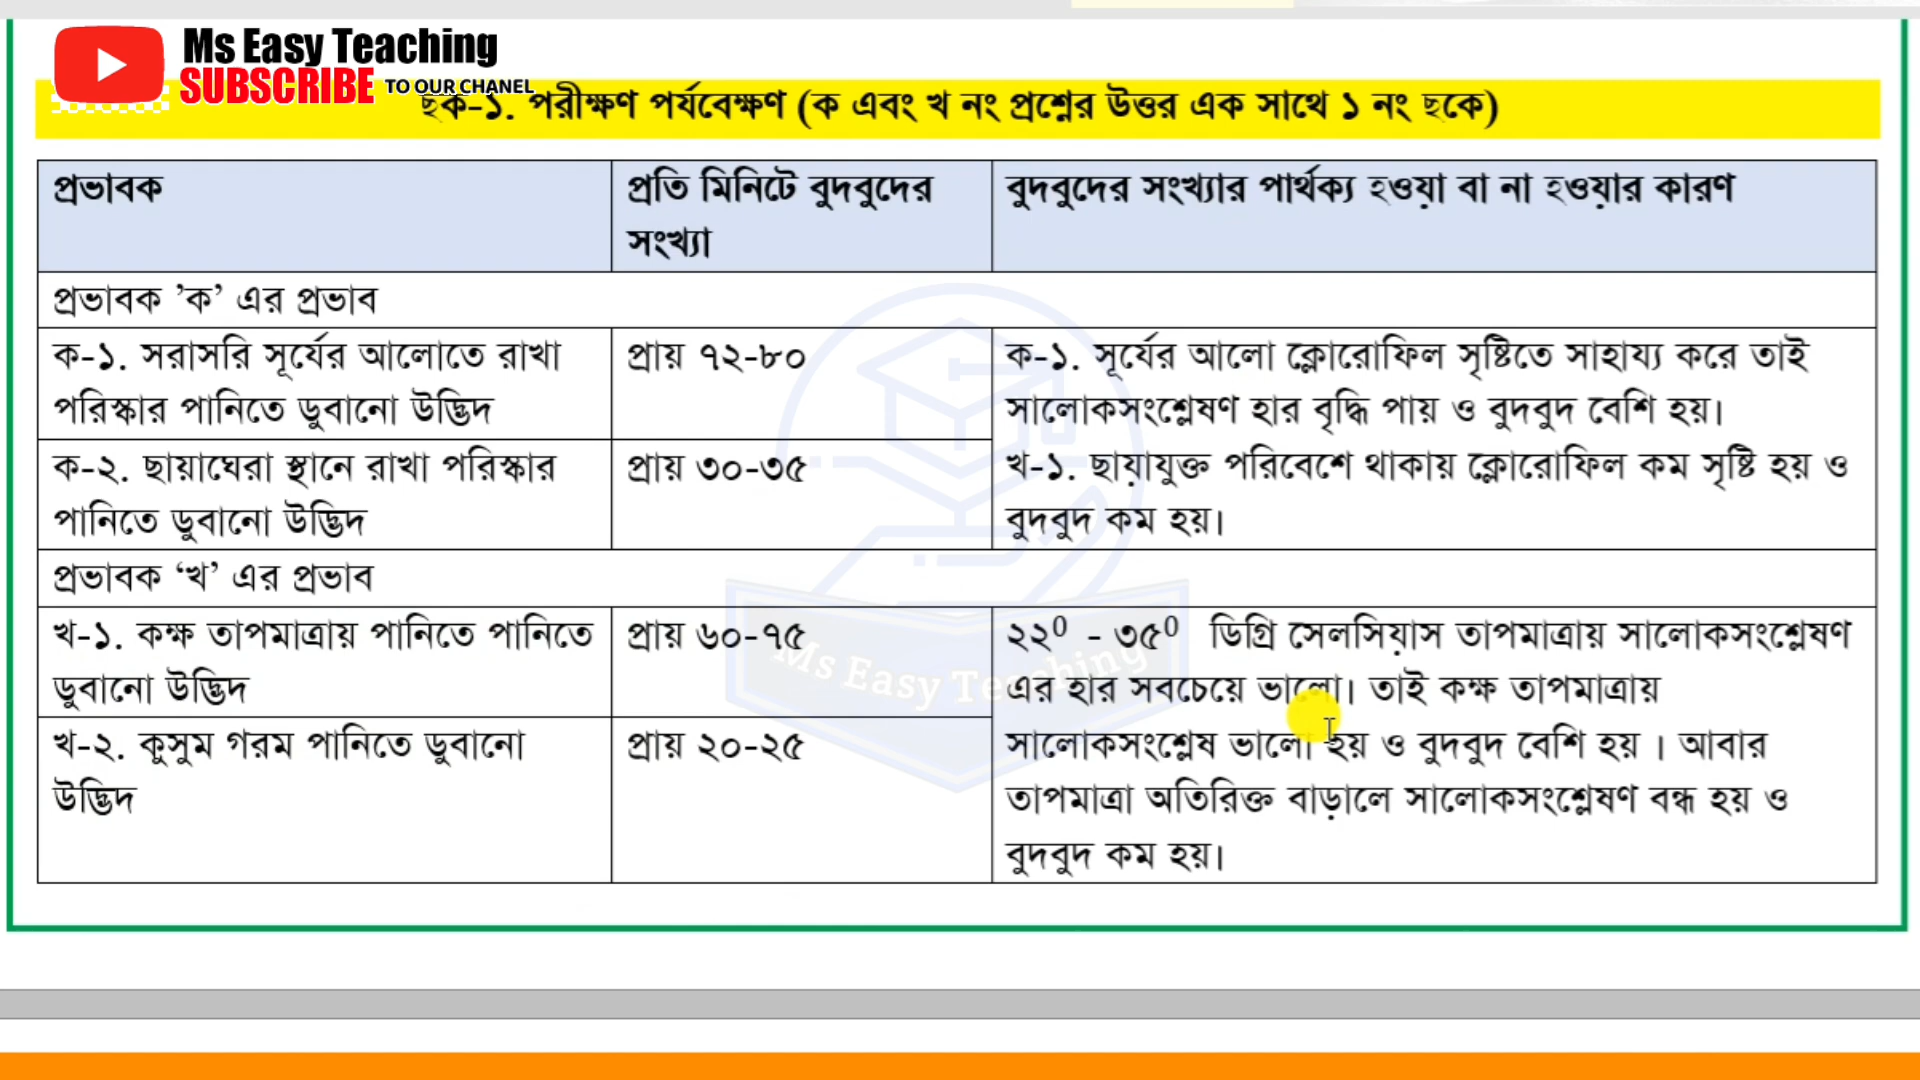 Ms Easy Teaching
SUBSCRIBE TO OUR CHANEL
ছক-১. পরীক্ষণ পর্যবেক্ষণ (ক এবং খ নং প্রশ্নের উত্তর এক সাথে ১ নং ছকে)
প্রভাবক
প্রতি মিনিটে বুদবুদের
সংখ্যা
বুদবুদের সংখ্যার পার্থক্য হওয়া বা না হওয়ার কারণ
প্রভাবক ’ক’ এর প্রভাব
ক-১. সরাসরি সূর্যের আলোতে রাখা
পরিস্কার পানিতে ডুবানো উদ্ভিদ
প্রায় ৭২-৮০
ক-১. সূর্যের আলো ক্লোরোফিল সৃষ্টিতে সাহায্য করে তাই
সালোকসংশ্লেষণ হার বৃদ্ধি পায় ও বুদবুদ বেশি হয়।
ক-২. ছায়াঘেরা স্থানে রাখা পরিস্কার
পানিতে ডুবানো উদ্ভিদ
প্রায় ৩০-৩৫
খ-১. ছায়াযুক্ত পরিবেশে থাকায় ক্লোরোফিল কম সৃষ্টি হয় ও
বুদবুদ কম হয়।
প্রভাবক ‘খ’ এর প্রভাব
খ-১. কক্ষ তাপমাত্রায় পানিতে পানিতে
ডুবানো উদ্ভিদ
প্রায় ৬০-৭৫
২২⁰ - ৩৫⁰ ডিগ্রি সেলসিয়াস তাপমাত্রায় সালোকসংশ্লেষণ
এর হার সবচেয়ে ভালো। তাই কক্ষ তাপমাত্রায়
সালোকসংশ্লেষ ভালো হয় ও বুদবুদ বেশি হয় । আবার
তাপমাত্রা অতিরিক্ত বাড়ালে সালোকসংশ্লেষণ বন্ধ হয় ও
বুদবুদ কম হয়।
খ-২. কুসুম গরম পানিতে ডুবানো
উদ্ভিদ
প্রায় ২০-২৫
Ms Easy Teaching